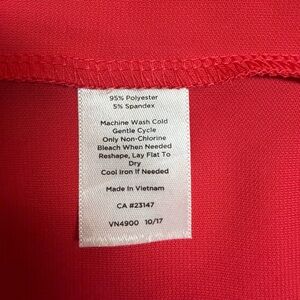 95% Polyester
5% Spandex
Machine Wash Cold
Gentle Cycle
Only Non-Chlorine
Bleach When Needed
Reshape, Lay Flat To
Dry
Cool Iron If Needed
Made In Vietnam
CA #23147
VN4900 10/17